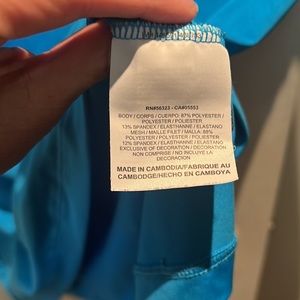 RN#56323 - CA#05553
BODY / CORPS / CUERPO: 87% POLYESTER /
POLYESTER / POLIESTER
13% SPANDEX / ELASTHANNE / ELASTANO
MESH / MAILLE FILET / MALLA: 88%
POLYESTER / POLYESTER / POLIESTER
12% SPANDEX / ELASTHANNE / ELASTANO
EXCLUSIVE OF DECORATION / DECORATION
NON COMPRISE / NO INCLUIDO LA
DECORACION
MADE IN CAMBODIA/FABRIQUE AU
CAMBODGE/HECHO EN CAMBOYA